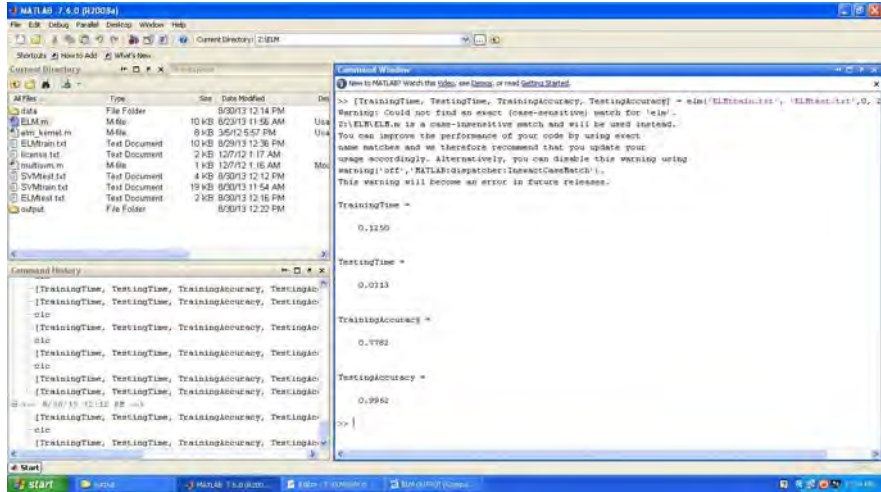 MATLAB 7.6.0 (R2008a)
File Edit Debug Parallel Desktop Window Help
Current Directory: Z:\ELM
Shortcuts How to Add What's New
Current Directory
All Files Type Size Date Modified
data File Folder 8/30/13 12:14 PM
ELM.m M-file 10 KB 8/23/13 11:56 AM Usa
elm_kernel.m M-file 8 KB 3/5/12 5:57 PM Usa
ELMtrain.txt Text Document 10 KB 8/29/13 12:36 PM
license.txt Text Document 2 KB 12/7/12 1:17 AM
multisvm.m M-file 1 KB 12/7/12 1:16 AM
SVMtest.txt Text Document 4 KB 8/30/13 12:12 PM
SVMtrain.txt Text Document 19 KB 8/30/13 11:54 AM
ELMtest.txt Text Document 2 KB 8/30/13 12:16 PM
output File Folder 8/30/13 12:22 PM
Command History
clc
[TrainingTime, TestingTime, TrainingAccuracy, TestingAc
[TrainingTime, TestingTime, TrainingAccuracy, TestingAc
clc
[TrainingTime, TestingTime, TrainingAccuracy, TestingAc
[TrainingTime, TestingTime, TrainingAccuracy, TestingAc
clc
[TrainingTime, TestingTime, TrainingAccuracy, TestingAc
[TrainingTime, TestingTime, TrainingAccuracy, TestingAc
[TrainingTime, TestingTime, TrainingAccuracy, TestingAc
clc
[TrainingTime, TestingTime, TrainingAccuracy, TestingAc
Command Window
New to MATLAB? Watch this Video, see Demos, or read Getting Started.
>> [TrainingTime, TestingTime, TrainingAccuracy, TestingAccuracy] = elm('ELMtrain.txt', 'ELMtest.txt',0, 2
Warning: Could not find an exact (case-sensitive) match for 'elm'.
Z:\ELM\ELM.m is a case-insensitive match and will be used instead.
You can improve the performance of your code by using exact
name matches and we therefore recommend that you update your
usage accordingly. Alternatively, you can disable this warning using
warning('off','MATLAB:dispatcher:InexactCaseMatch').
This warning will become an error in future releases.
TrainingTime =
0.1250
TestingTime =
0.0313
TrainingAccuracy =
0.7782
TestingAccuracy =
0.9962
>>
Start
start output MATLAB 7.6.0 (R200...